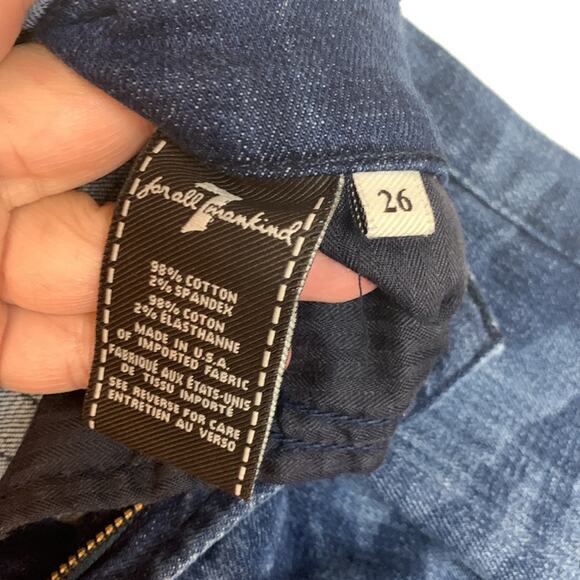 for all 7 mankind
98% COTTON
2% SPANDEX
98% COTON
2% ÉLASTHANNE
MADE IN U.S.A.
OF IMPORTED FABRIC
FABRIQUÉ AUX ÉTATS-UNIS
DE TISSU IMPORTÉ
SEE REVERSE FOR CARE
ENTRETIEN AU VERSO
26